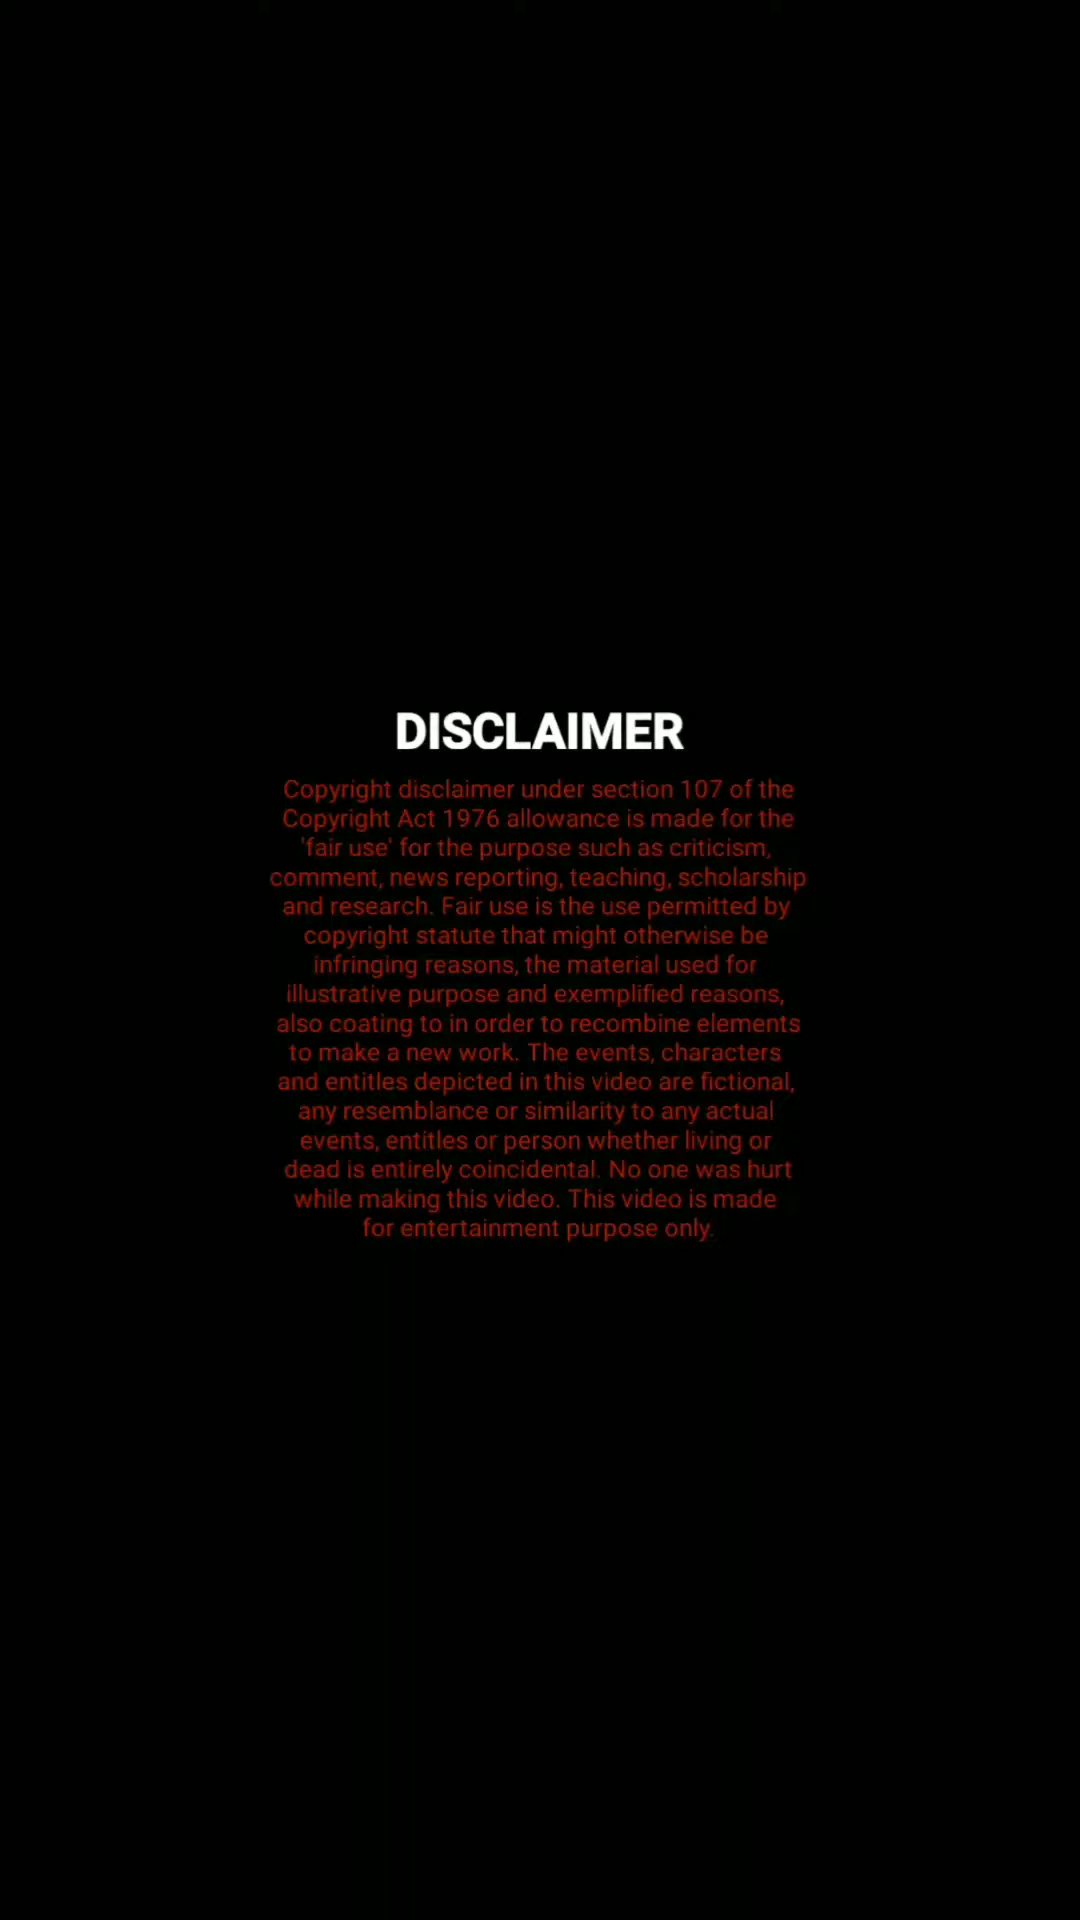 DISCLAIMER
Copyright disclaimer under section 107 of the
Copyright Act 1976 allowance is made for the
'fair use' for the purpose such as criticism,
comment, news reporting, teaching, scholarship
and research. Fair use is the use permitted by
copyright statute that might otherwise be
infringing reasons, the material used for
illustrative purpose and exemplified reasons,
also coating to in order to recombine elements
to make a new work. The events, characters
and entitles depicted in this video are fictional,
any resemblance or similarity to any actual
events, entitles or person whether living or
dead is entirely coincidental. No one was hurt
while making this video. This video is made
for entertainment purpose only.